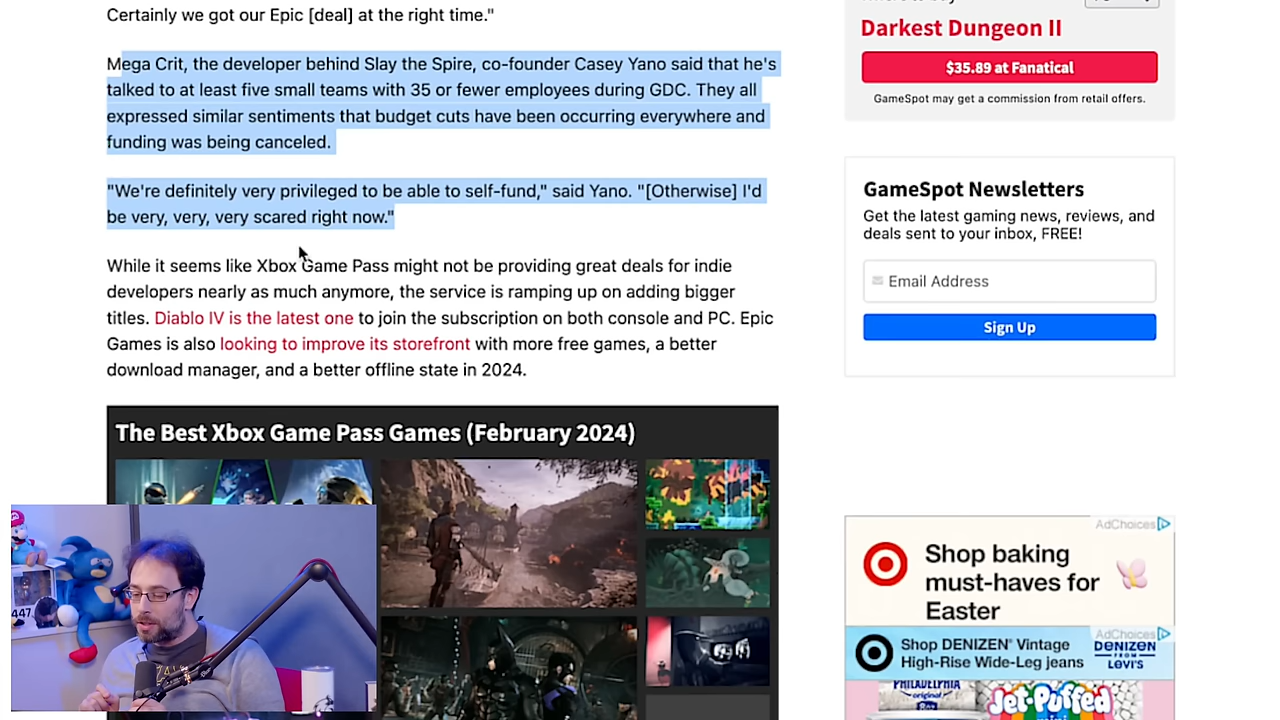 Certainly we got our Epic [deal] at the right time."
Mega Crit, the developer behind Slay the Spire, co-founder Casey Yano said that he's
talked to at least five small teams with 35 or fewer employees during GDC. They all
expressed similar sentiments that budget cuts have been occurring everywhere and
funding was being canceled.
"We're definitely very privileged to be able to self-fund," said Yano. "[Otherwise] I'd
be very, very, very scared right now."
While it seems like Xbox Game Pass might not be providing great deals for indie
developers nearly as much anymore, the service is ramping up on adding bigger
titles. Diablo IV is the latest one to join the subscription on both console and PC. Epic
Games is also looking to improve its storefront with more free games, a better
download manager, and a better offline state in 2024.
The Best Xbox Game Pass Games (February 2024)
447
Darkest Dungeon II
$35.89 at Fanatical
GameSpot may get a commission from retail offers.
GameSpot Newsletters
Get the latest gaming news, reviews, and
deals sent to your inbox, FREE!
Email Address
Sign Up
AdChoices
Shop baking
must-haves for
Easter
AdChoices
Shop DENIZEN® Vintage
High-Rise Wide-Leg jeans
DENIZEN
FROM
LEVI'S
PHILADELPHIA
original
Jet-Puffed